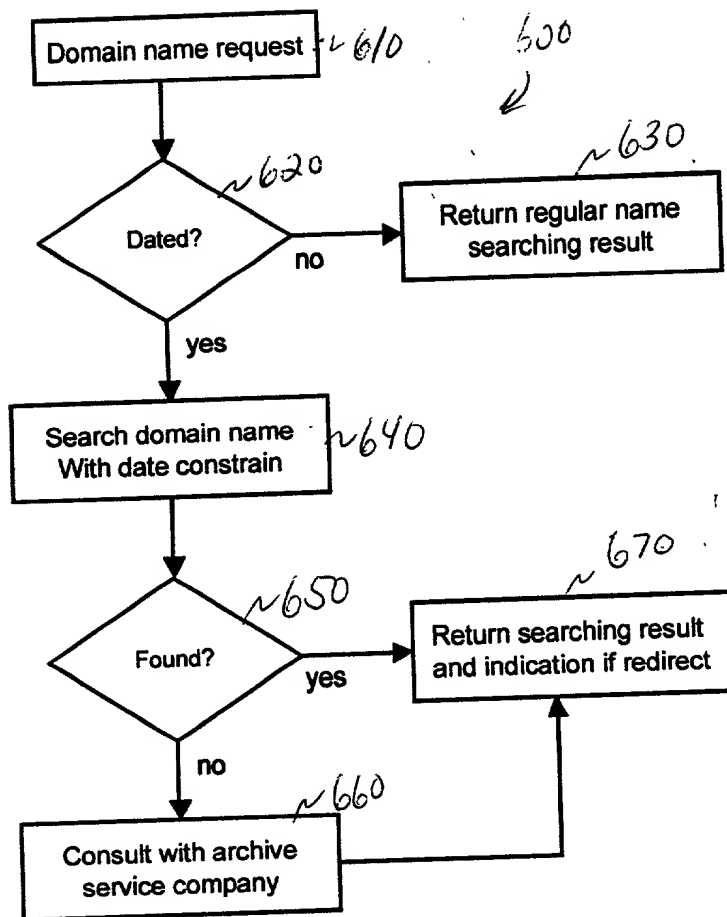 Domain name request ~610
600
~620
~630
Dated?
no
Return regular name
searching result
yes
Search domain name
With date constrain
~640
~670
~650
Found?
yes
Return searching result
and indication if redirect
no
~660
Consult with archive
service company